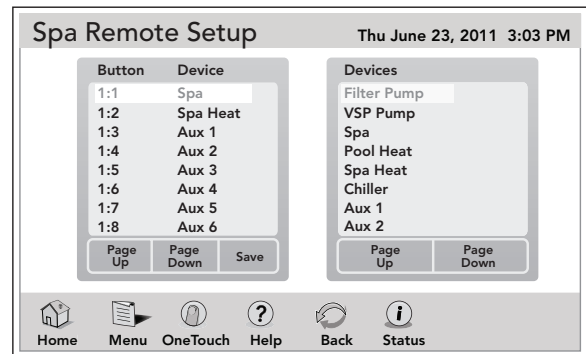 Spa Remote Setup
Thu June 23, 2011 3:03 PM
Button Device
1:1 Spa
1:2 Spa Heat
1:3 Aux 1
1:4 Aux 2
1:5 Aux 3
1:6 Aux 4
1:7 Aux 5
1:8 Aux 6
Page Up
Page Down
Save
Devices
Filter Pump
VSP Pump
Spa
Pool Heat
Spa Heat
Chiller
Aux 1
Aux 2
Page Up
Page Down
Home
Menu
OneTouch
?
Help
Back
i
Status